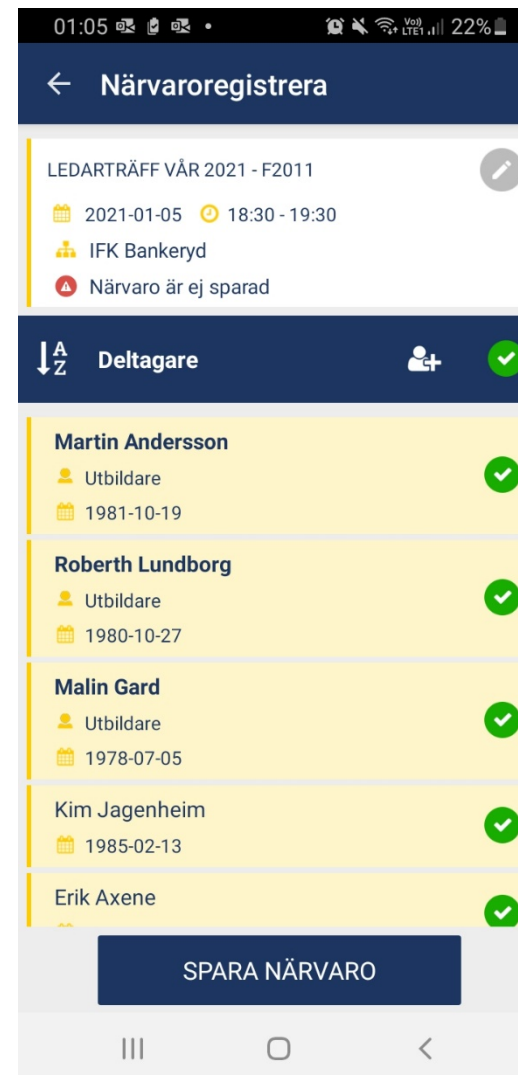 01:05 22%
Närvaroregistrera
LEDARTRÄFF VÅR 2021 - F2011
2021-01-05 18:30 - 19:30
IFK Bankeryd
Närvaro är ej sparad
A
Z Deltagare
Martin Andersson
Utbildare
1981-10-19
Roberth Lundborg
Utbildare
1980-10-27
Malin Gard
Utbildare
1978-07-05
Kim Jagenheim
1985-02-13
Erik Axene
SPARA NÄRVARO